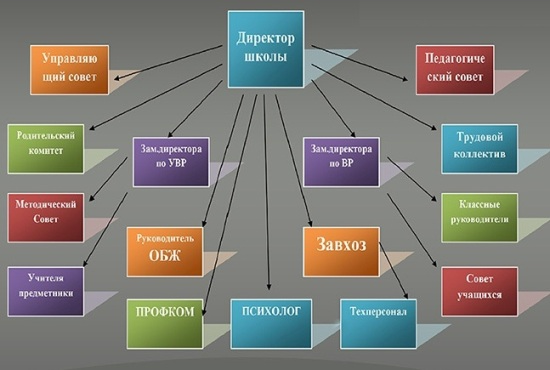 Директор
школы
Управляю
щий совет
Педагогиче
ский совет
Родительский
комитет
Зам.директора
по УВР
Зам.директора
по ВР
Трудовой
коллектив
Методический
Совет
Классные
руководители
Руководитель
ОБЖ
Завхоз
Учителя
предметники
Совет
учащихся
ПРОФКОМ
ПСИХОЛОГ
Техперсонал